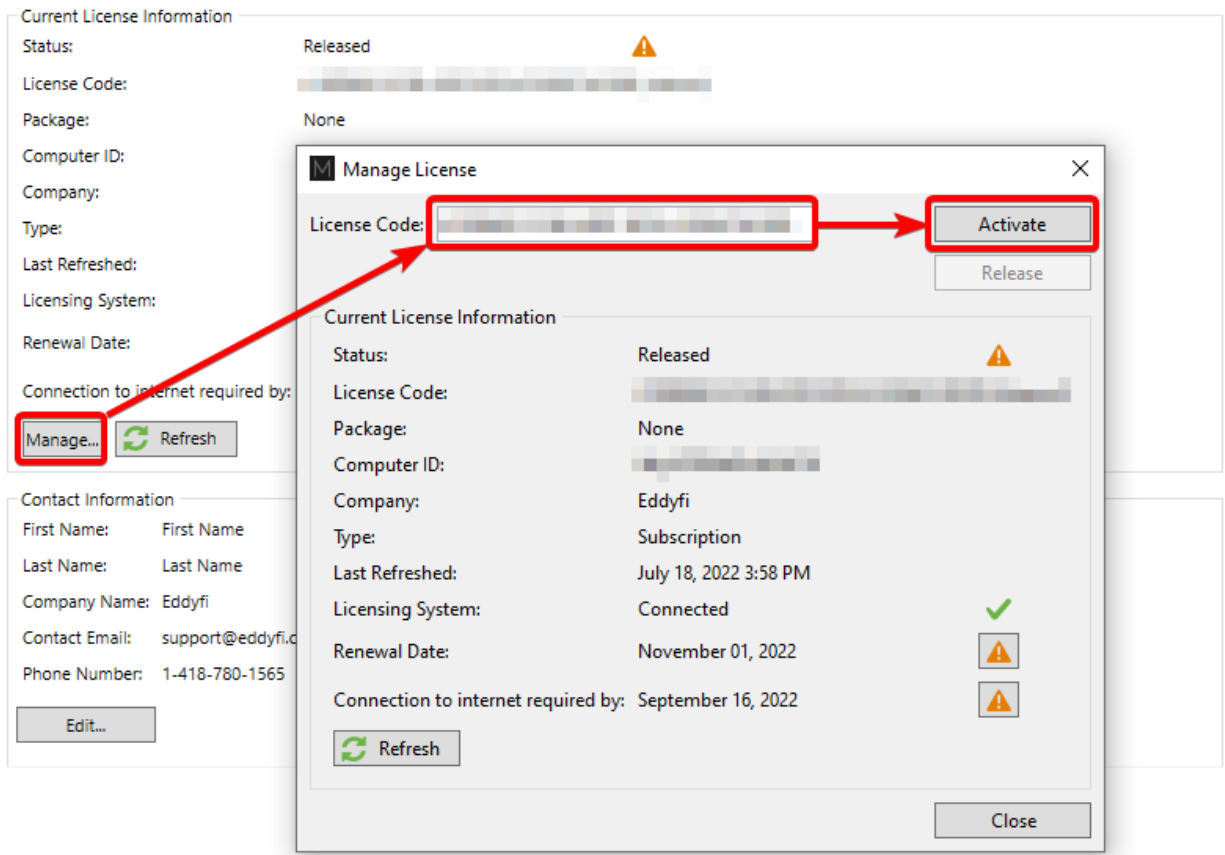 Current License Information
Status: Released
License Code:
Package: None
Computer ID:
Company:
Type:
Last Refreshed:
Licensing System:
Renewal Date:
Connection to internet required by:
Manage... Refresh
Contact Information
First Name: First Name
Last Name: Last Name
Company Name: Eddyfi
Contact Email: support@eddyfi.c
Phone Number: 1-418-780-1565
Edit...
M Manage License
License Code: Activate
Release
Current License Information
Status: Released
License Code:
Package: None
Computer ID:
Company: Eddyfi
Type: Subscription
Last Refreshed: July 18, 2022 3:58 PM
Licensing System: Connected
Renewal Date: November 01, 2022
Connection to internet required by: September 16, 2022
Refresh
Close